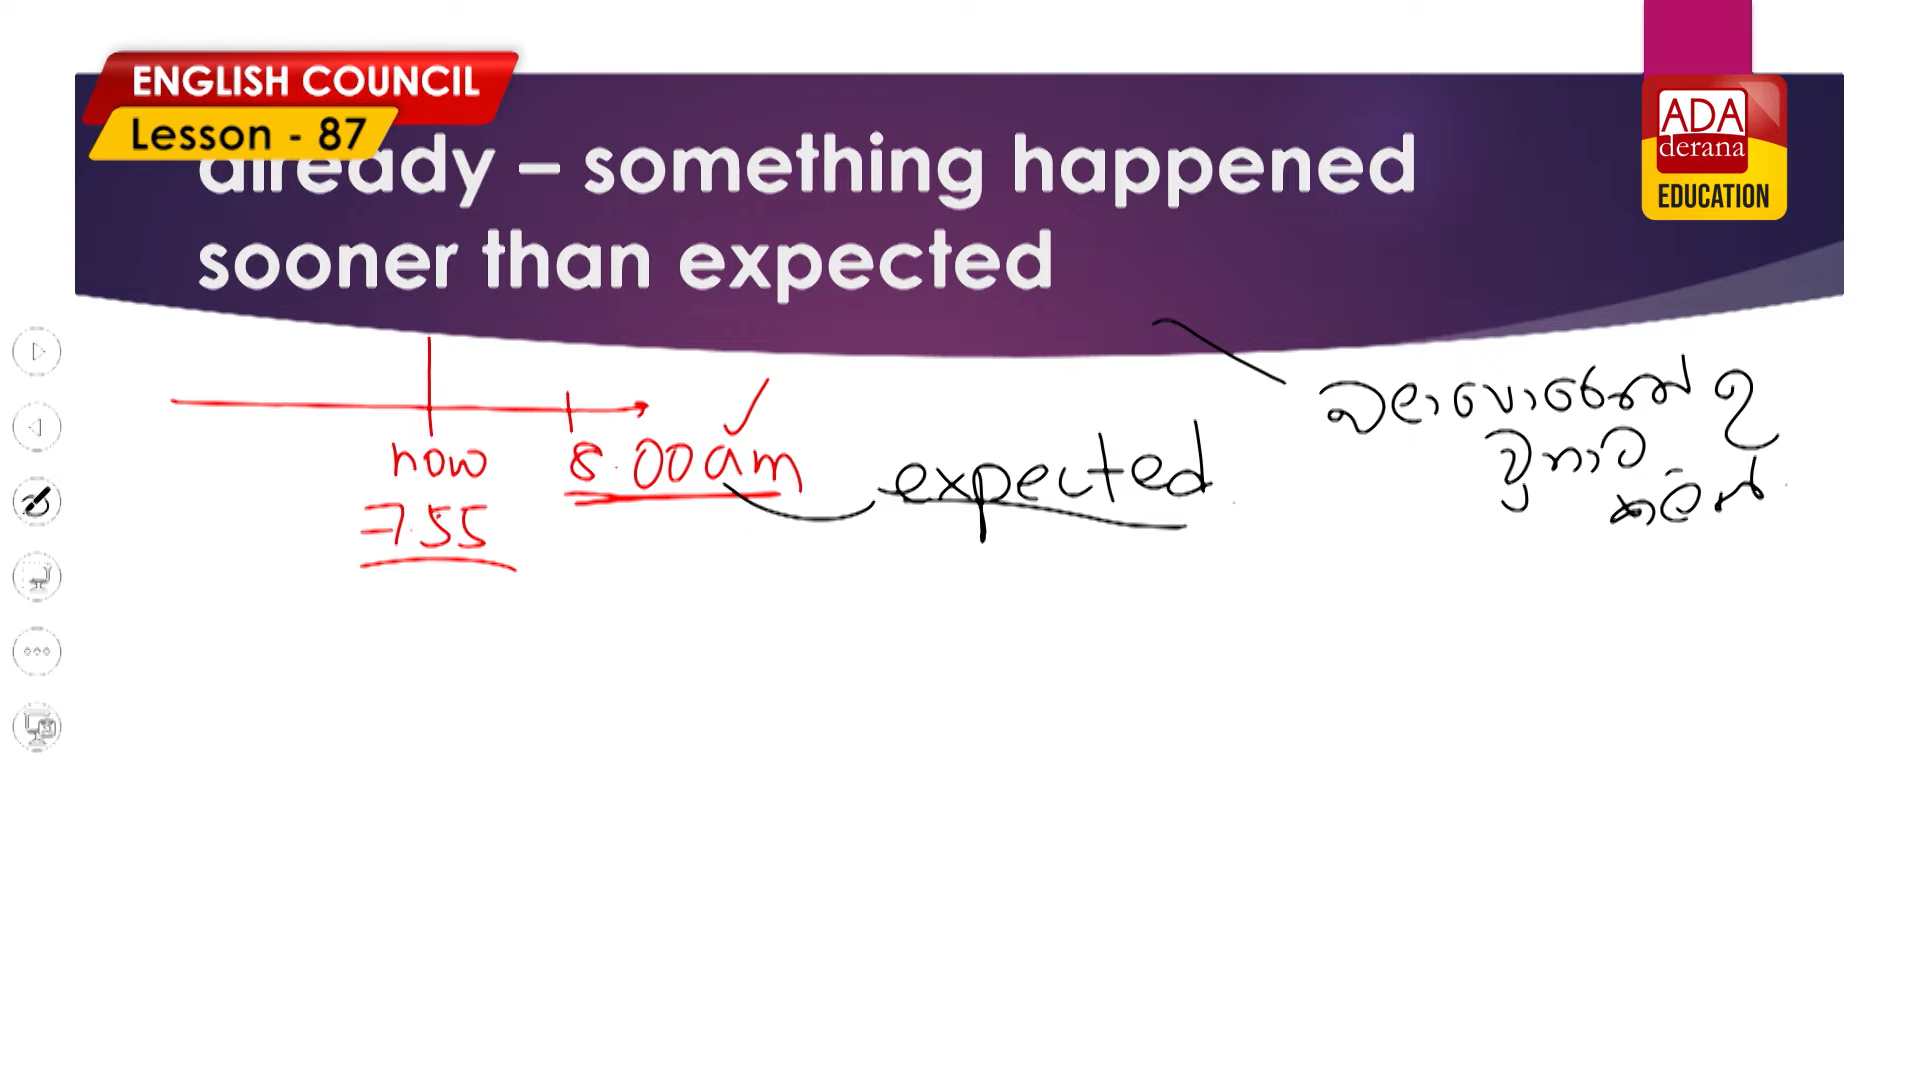 ENGLISH COUNCIL
Lesson - 87
already – something happened
sooner than expected
ADA
derana
EDUCATION
now
8.00am
=7.55
expected
බලාපොරොත්තු
වූ
කලින්